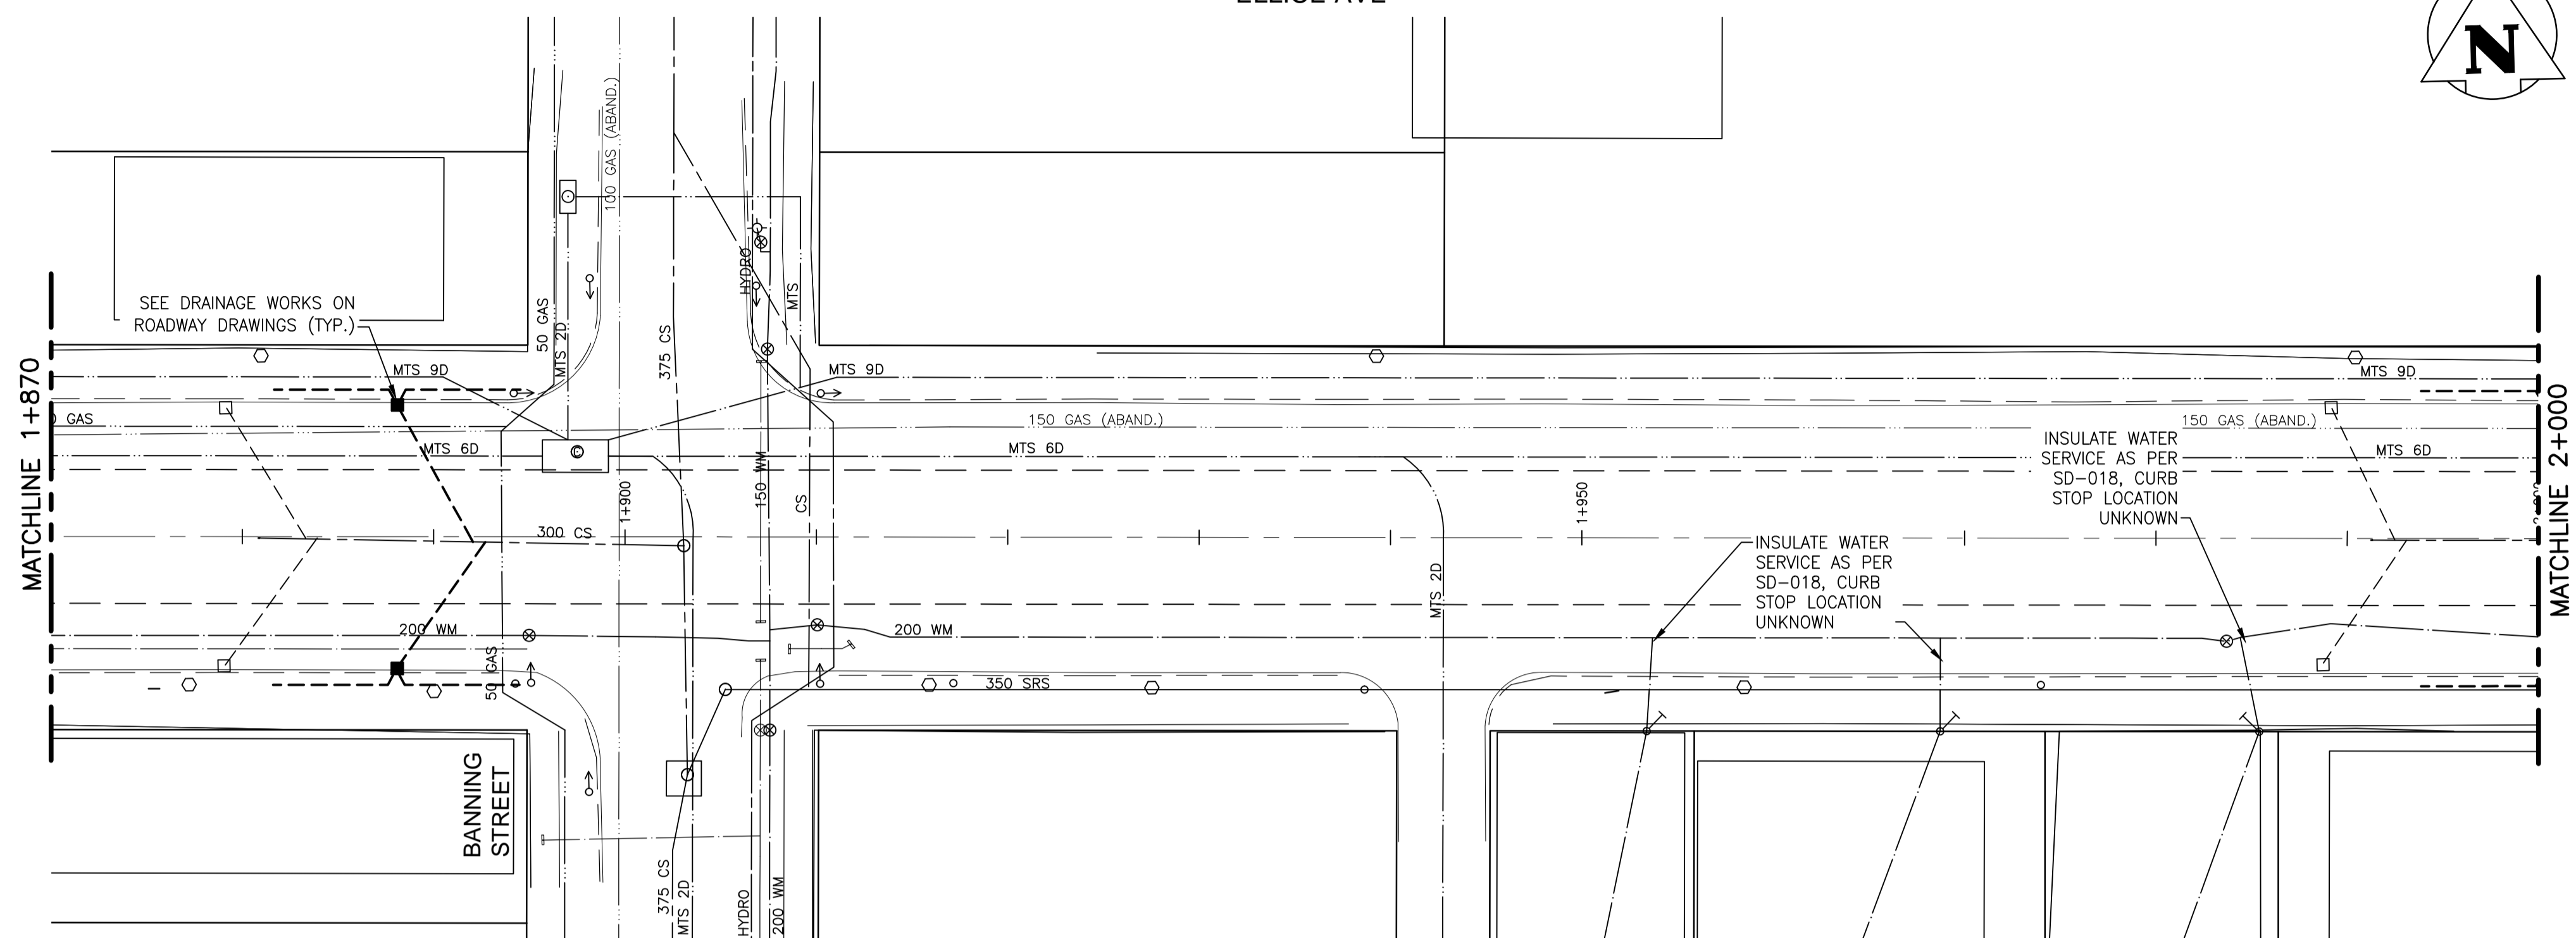 N
100 GAS (ABAND.)
SEE DRAINAGE WORKS ON
ROADWAY DRAWINGS (TYP.)
HYDRO
MTS
50 GAS
MTS 2D
375 CS
MATCHLINE 1+870
MTS 9D
MTS 9D
MTS 9D
GAS
150 GAS (ABAND.)
150 GAS (ABAND.)
MTS 6D
MTS 6D
MTS 6D
INSULATE WATER
SERVICE AS PER
SD-018, CURB
STOP LOCATION
UNKNOWN
MATCHLINE 2+000
1+900
150 WM
CS
1+950
300 CS
INSULATE WATER
SERVICE AS PER
SD-018, CURB
STOP LOCATION
UNKNOWN
MTS 2D
200 WM
200 WM
50 GAS
350 SRS
BANNING
STREET
375 CS
MTS 2D
HYDRO
200 WM